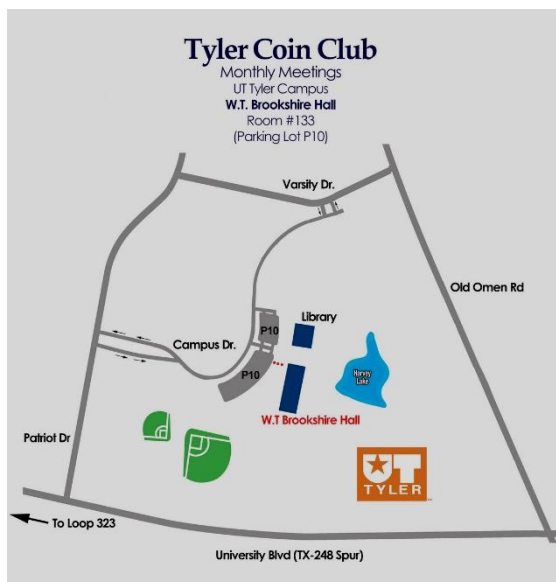 Tyler Coin Club
Monthly Meetings
UT Tyler Campus
W.T. Brookshire Hall
Room #133
(Parking Lot P10)
Varsity Dr.
Old Omen Rd
Library
P10
Campus Dr.
P10
Harvey
Lake
W.T Brookshire Hall
Patriot Dr
UT
TYLER
To Loop 323
University Blvd (TX-248 Spur)